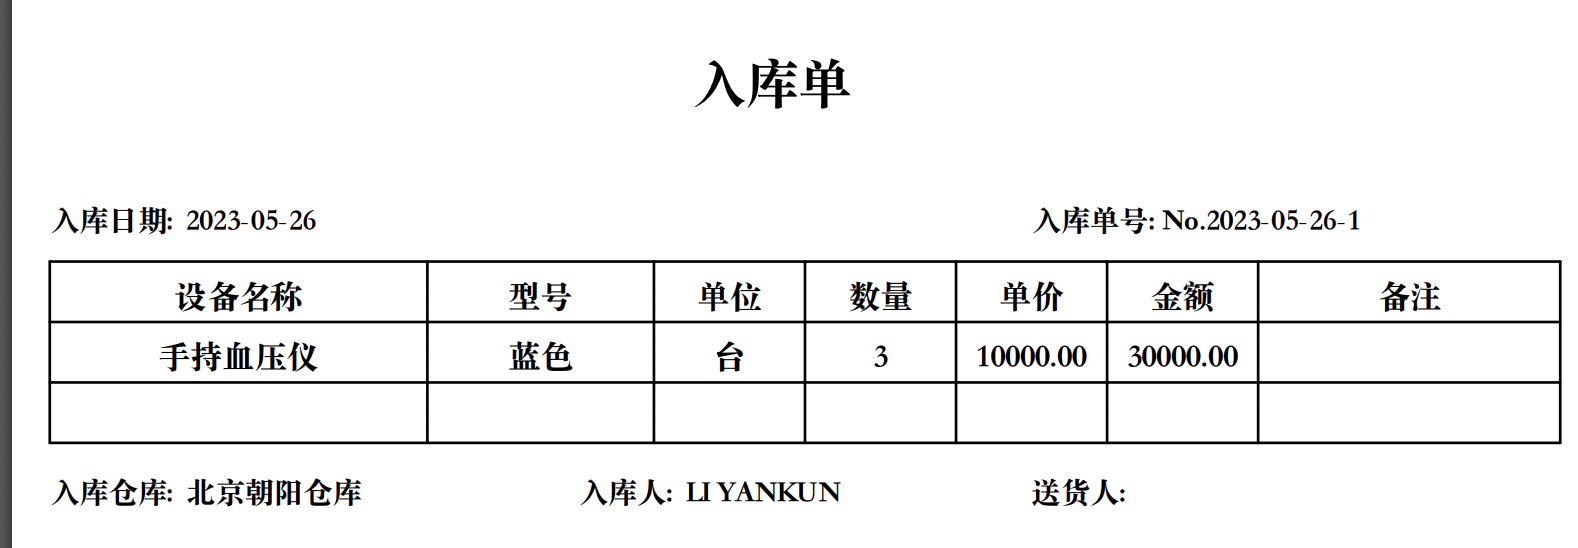 入库单
入库日期: 2023-05-26 入库单号: No.2023-05-26-1
设备名称 型号 单位 数量 单价 金额 备注
手持血压仪 蓝色 台 3 10000.00 30000.00
入库仓库: 北京朝阳仓库 入库人: LI YANKUN 送货人: